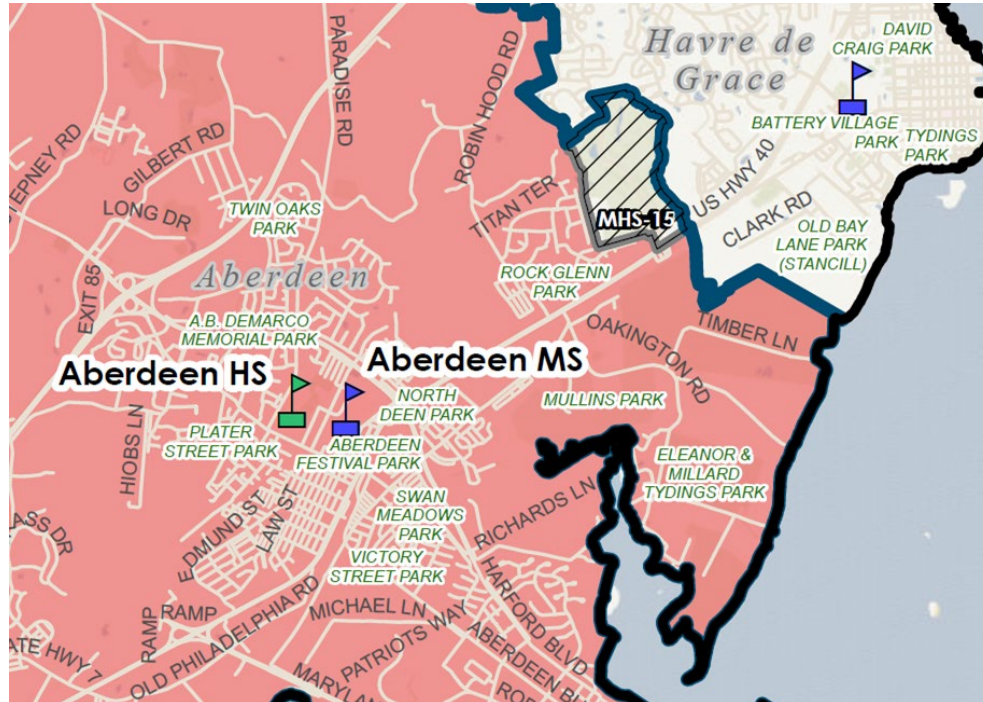 DAVID
CRAIG PARK
Havre de
Grace
BATTERY VILLAGE
PARK
TYDINGS
PARK
PARADISE RD
ROBIN HOOD RD
GILBERT RD
LONG DR
TWIN OAKS
PARK
TITAN TER
MHS-15
US HWY 40
CLARK RD
OLD BAY
LANE PARK
(STANCILL)
Aberdeen
EXIT 85
ROCK GLENN
PARK
A.B. DEMARCO
MEMORIAL PARK
OAKINGTON RD
TIMBER LN
Aberdeen HS
Aberdeen MS
NORTH
DEEN PARK
MULLINS PARK
HIOBS LN
PLATER
STREET PARK
ABERDEEN
FESTIVAL PARK
ELEANOR &
MILLARD
TYDINGS PARK
EDMUND ST
LAW ST
SWAN
MEADOWS
PARK
RICHARDS LN
VICTORY
STREET PARK
HARFORD BLVD
RAMP
RAMP
OLD PHILADELPHIA RD
MICHAEL LN
PATRIOTS WAY
ABERDEEN